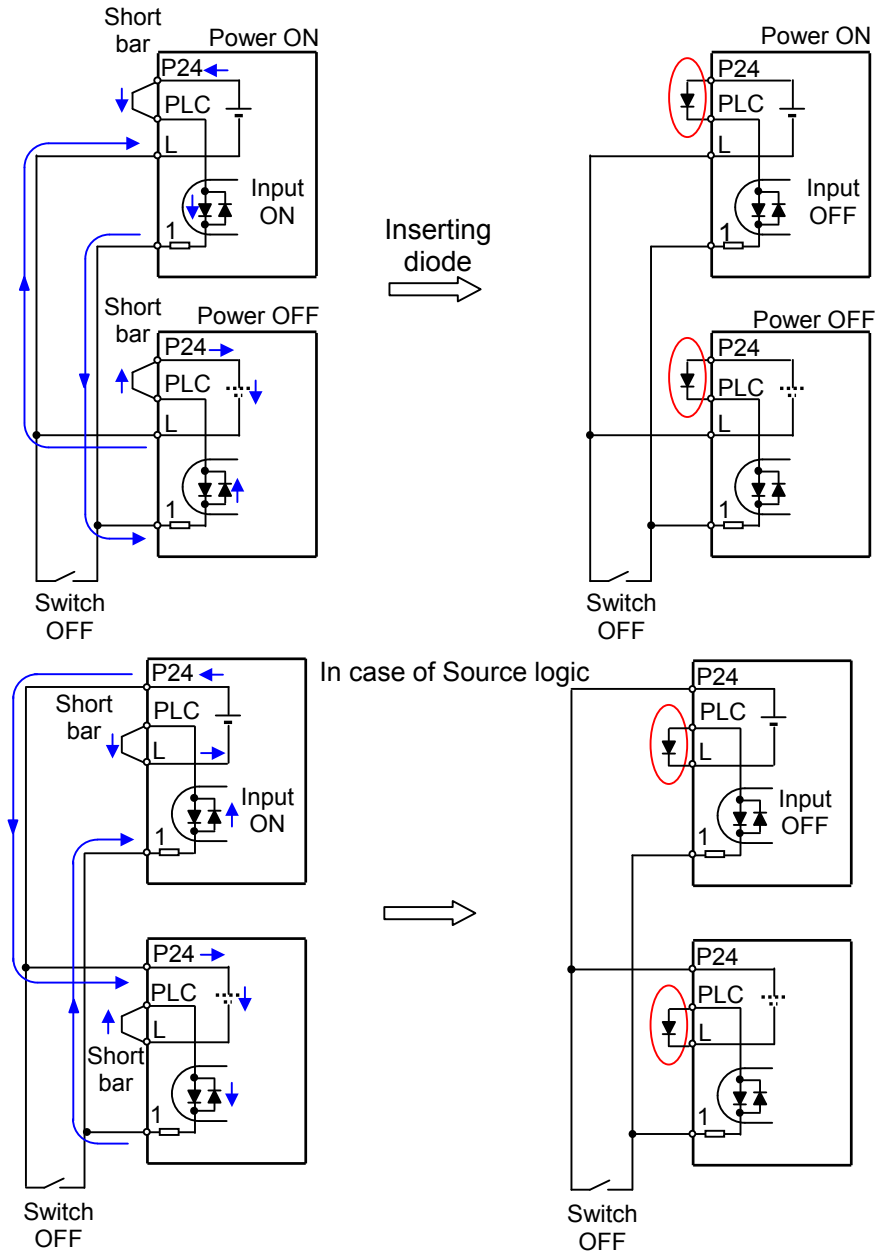 Short
bar
Power ON
P24
PLC
L
Input
ON
1
Short
bar
Power OFF
P24
PLC
L
1
Switch
OFF
Inserting
diode
Power ON
P24
PLC
L
Input
OFF
1
Power OFF
P24
PLC
L
1
Switch
OFF
In case of Source logic
P24
Short
bar
PLC
L
Input
ON
1
P24
PLC
L
Short
bar
1
Switch
OFF
P24
PLC
L
Input
OFF
1
P24
PLC
L
1
Switch
OFF